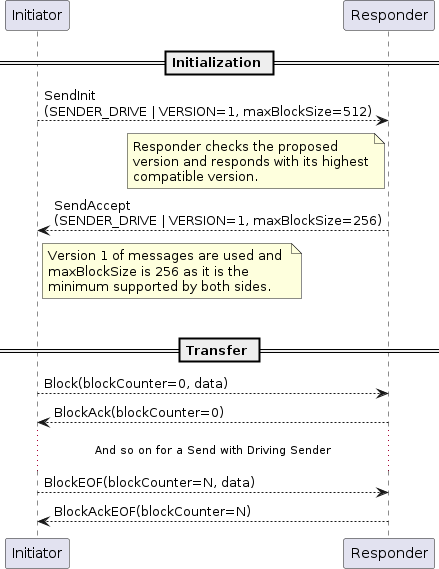 Initiator
Responder
Initialization
SendInit
(SENDER_DRIVE | VERSION=1, maxBlockSize=512)
Responder checks the proposed
version and responds with its highest
compatible version.
SendAccept
(SENDER_DRIVE | VERSION=1, maxBlockSize=256)
Version 1 of messages are used and
maxBlockSize is 256 as it is the
minimum supported by both sides.
Transfer
Block(blockCounter=0, data)
BlockAck(blockCounter=0)
And so on for a Send with Driving Sender
BlockEOF(blockCounter=N, data)
BlockAckEOF(blockCounter=N)
Initiator
Responder